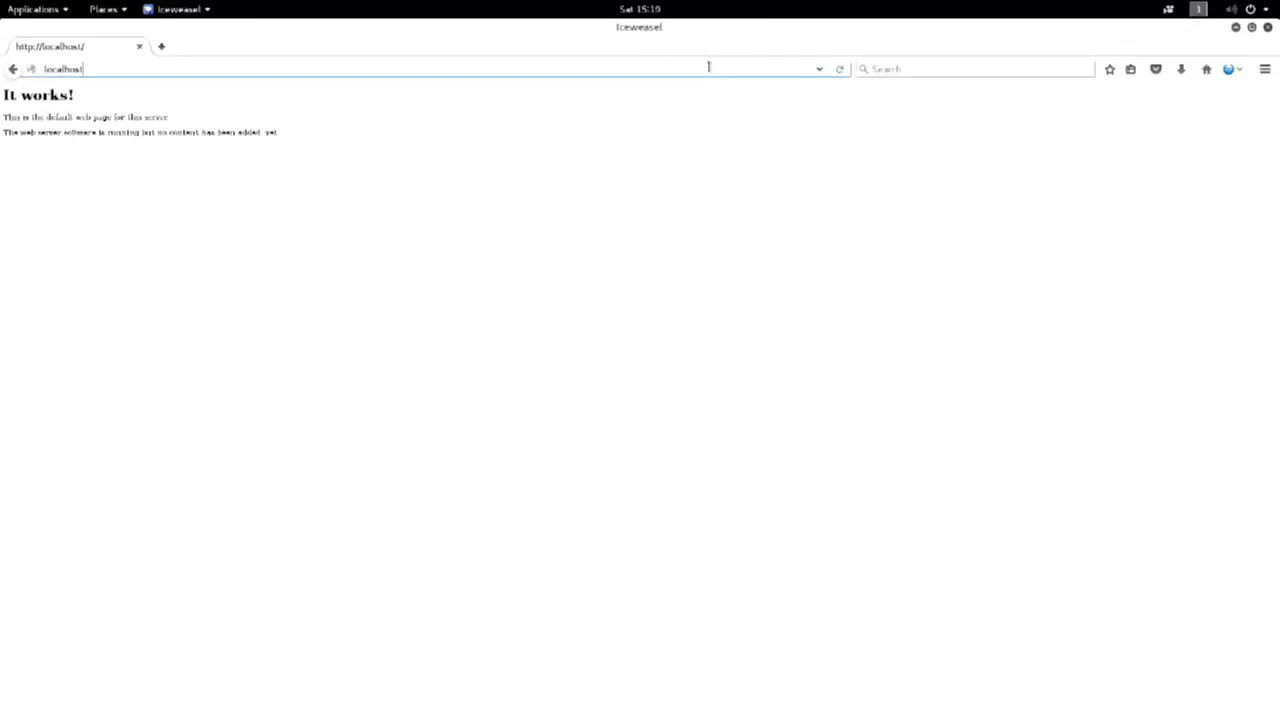 Applications Places Iceweasel Sat 15:19 1
Iceweasel
http://localhost/
localhost Search
It works!
This is the default web page for this server
The web server software is running but no content has been added, yet